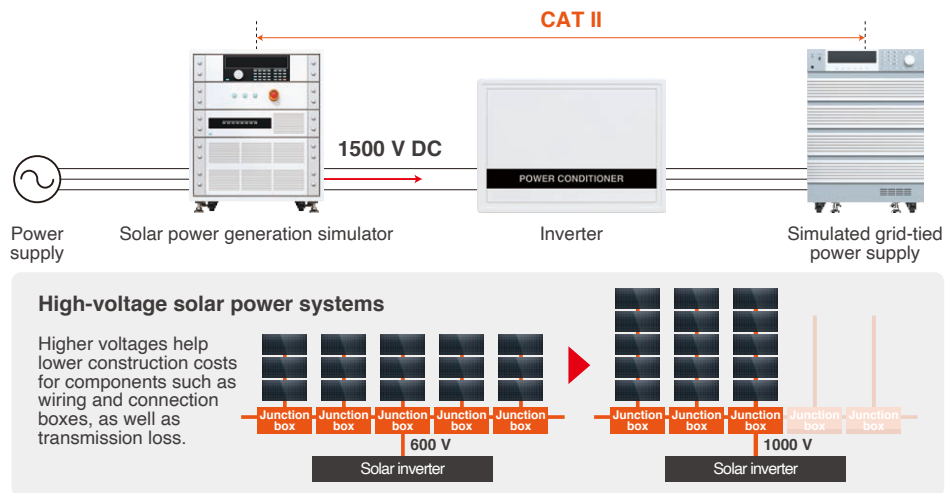 CAT II
1500 V DC
POWER CONDITIONER
Power
supply
Solar power generation simulator
Inverter
Simulated grid-tied
power supply
High-voltage solar power systems
Higher voltages help
lower construction costs
for components such as
wiring and connection
boxes, as well as
transmission loss.
Junction
box
Junction
box
Junction
box
Junction
box
Junction
box
600 V
Solar inverter
Junction
box
Junction
box
Junction
box
Junction
box
Junction
box
1000 V
Solar inverter